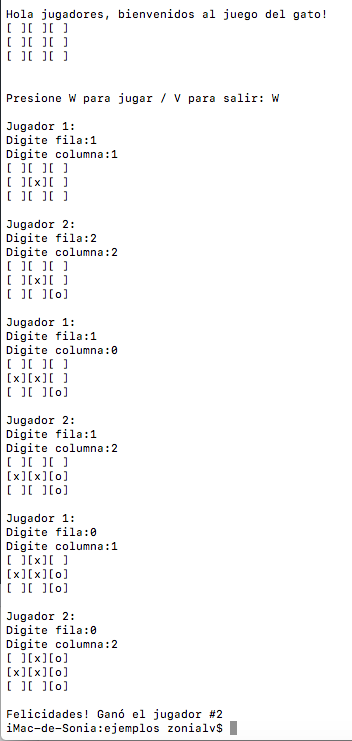 Hola jugadores, bienvenidos al juego del gato!
[ ][ ][ ]
[ ][ ][ ]
[ ][ ][ ]
Presione W para jugar / V para salir: W
Jugador 1:
Digite fila:1
Digite columna:1
[ ][ ][ ]
[ ][x][ ]
[ ][ ][ ]
Jugador 2:
Digite fila:2
Digite columna:2
[ ][ ][ ]
[ ][x][ ]
[ ][ ][o]
Jugador 1:
Digite fila:1
Digite columna:0
[ ][ ][ ]
[x][x][ ]
[ ][ ][o]
Jugador 2:
Digite fila:1
Digite columna:2
[ ][ ][ ]
[x][x][o]
[ ][ ][o]
Jugador 1:
Digite fila:0
Digite columna:1
[ ][x][ ]
[x][x][o]
[ ][ ][o]
Jugador 2:
Digite fila:0
Digite columna:2
[ ][x][o]
[x][x][o]
[ ][ ][o]
Felicidades! Ganó el jugador #2
iMac-de-Sonia:ejemplos zonialv$